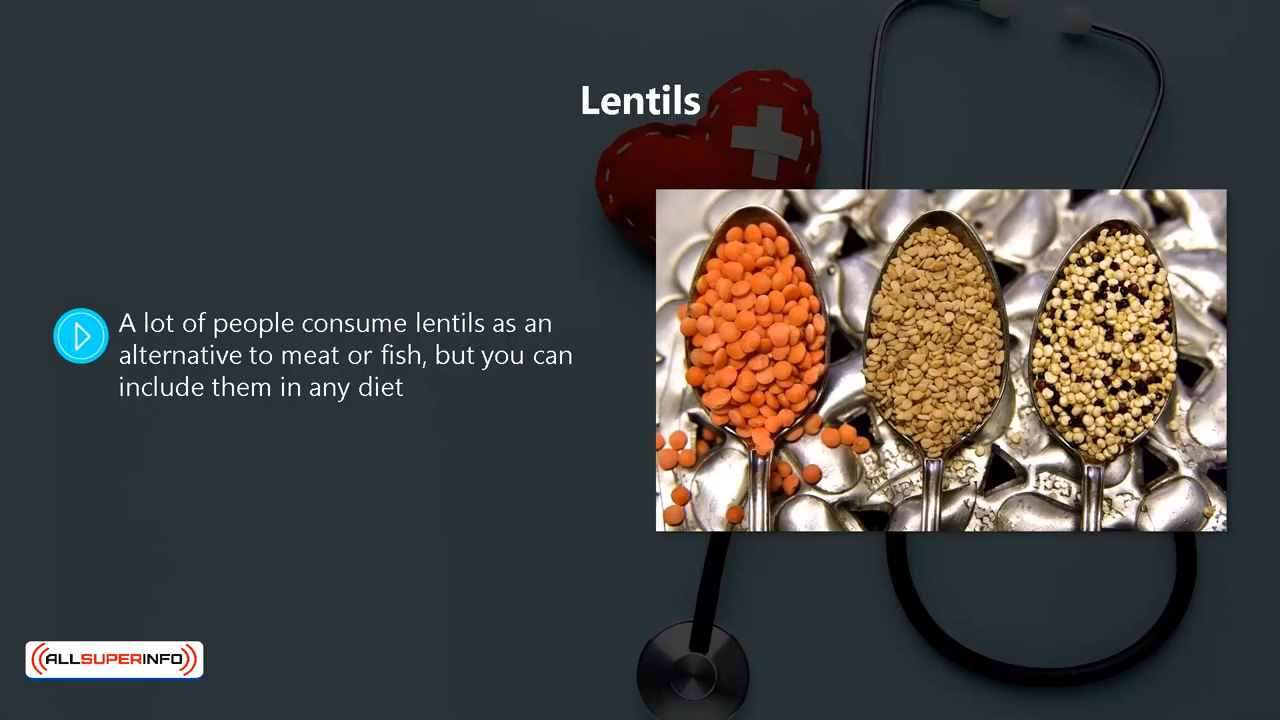 Lentils
A lot of people consume lentils as an
alternative to meat or fish, but you can
include them in any diet
ALLSUPERINFO